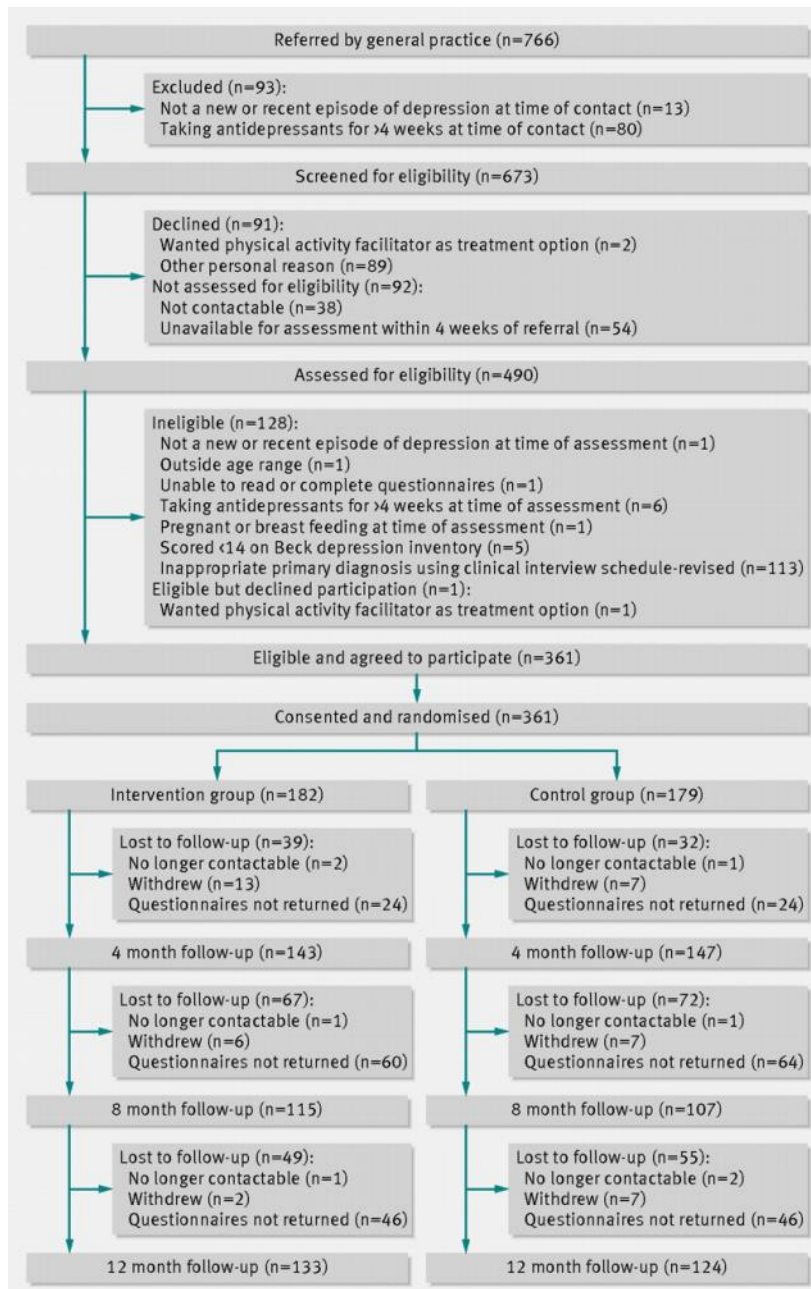 Referred by general practice (n=766)
Excluded (n=93):
Not a new or recent episode of depression at time of contact (n=13)
Taking antidepressants for >4 weeks at time of contact (n=80)
Screened for eligibility (n=673)
Declined (n=91):
Wanted physical activity facilitator as treatment option (n=2)
Other personal reason (n=89)
Not assessed for eligibility (n=92):
Not contactable (n=38)
Unavailable for assessment within 4 weeks of referral (n=54)
Assessed for eligibility (n=490)
Ineligible (n=128):
Not a new or recent episode of depression at time of assessment (n=1)
Outside age range (n=1)
Unable to read or complete questionnaires (n=1)
Taking antidepressants for >4 weeks at time of assessment (n=6)
Pregnant or breast feeding at time of assessment (n=1)
Scored <14 on Beck depression inventory (n=5)
Inappropriate primary diagnosis using clinical interview schedule-revised (n=113)
Eligible but declined participation (n=1):
Wanted physical activity facilitator as treatment option (n=1)
Eligible and agreed to participate (n=361)
Consented and randomised (n=361)
Intervention group (n=182)
Lost to follow-up (n=39):
No longer contactable (n=2)
Withdrew (n=13)
Questionnaires not returned (n=24)
4 month follow-up (n=143)
Lost to follow-up (n=67):
No longer contactable (n=1)
Withdrew (n=6)
Questionnaires not returned (n=60)
8 month follow-up (n=115)
Lost to follow-up (n=49):
No longer contactable (n=1)
Withdrew (n=2)
Questionnaires not returned (n=46)
12 month follow-up (n=133)
Control group (n=179)
Lost to follow-up (n=32):
No longer contactable (n=1)
Withdrew (n=7)
Questionnaires not returned (n=24)
4 month follow-up (n=147)
Lost to follow-up (n=72):
No longer contactable (n=1)
Withdrew (n=7)
Questionnaires not returned (n=64)
8 month follow-up (n=107)
Lost to follow-up (n=55):
No longer contactable (n=2)
Withdrew (n=7)
Questionnaires not returned (n=46)
12 month follow-up (n=124)